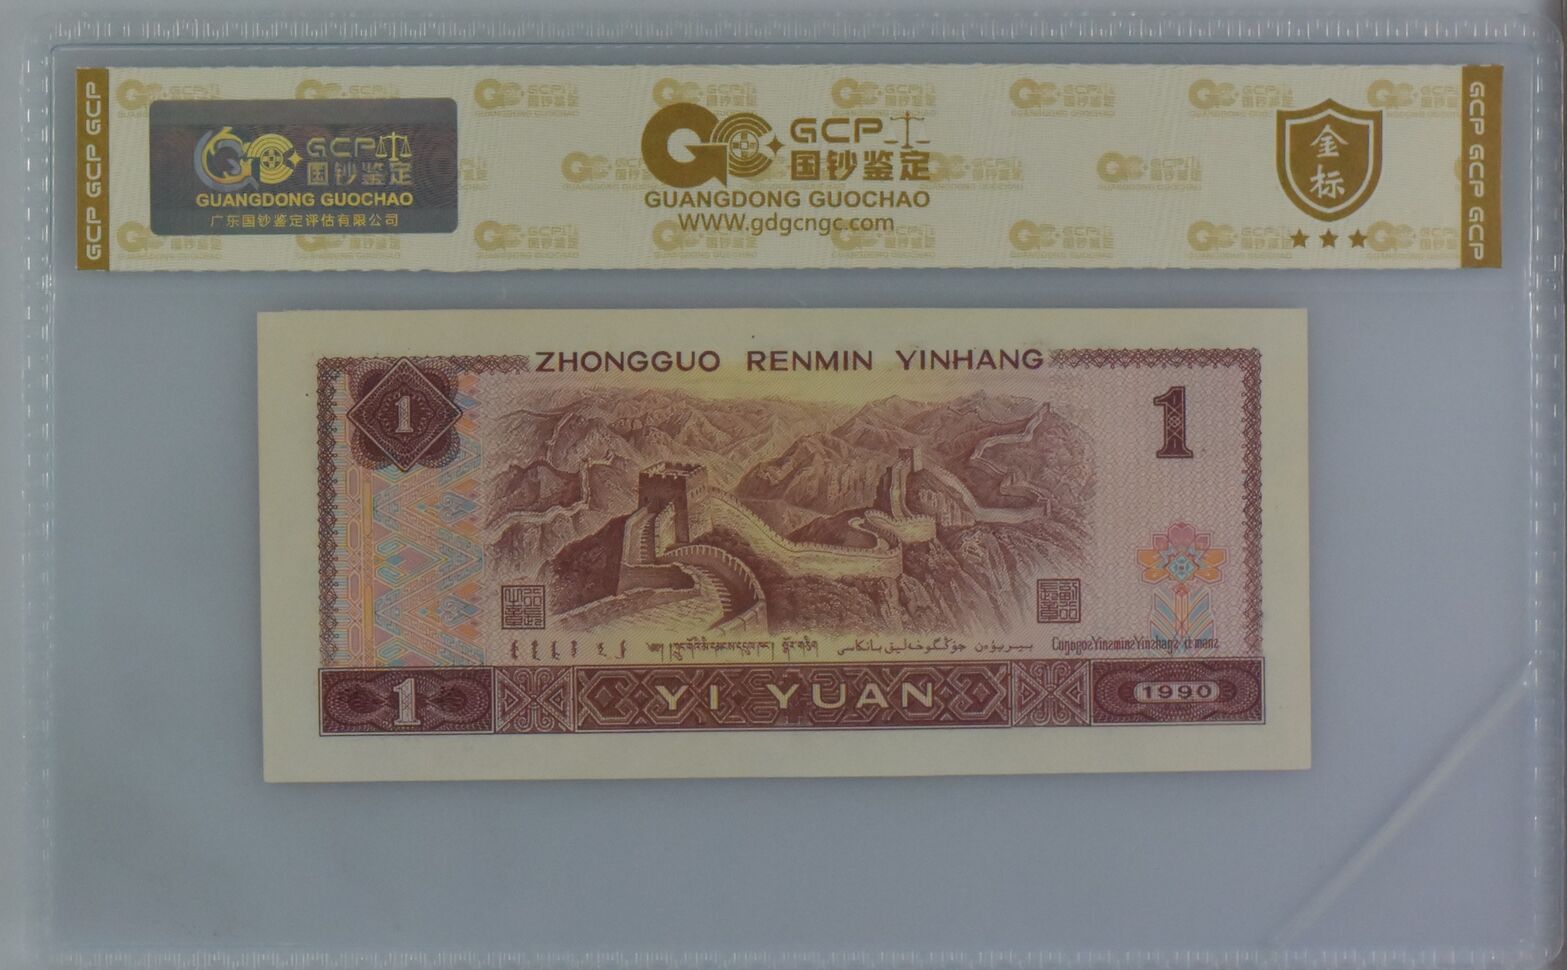 GCP GCP GCP
GCP
国钞鉴定
GUANGDONG GUOCHAO
广东国钞鉴定评估有限公司
GCP
国钞鉴定
GUANGDONG GUOCHAO
WWW.gdgcngc.com
金标
GCP GCP GCP
ZHONGGUO RENMIN YINHANG
1
1
YI YUAN
1
1990